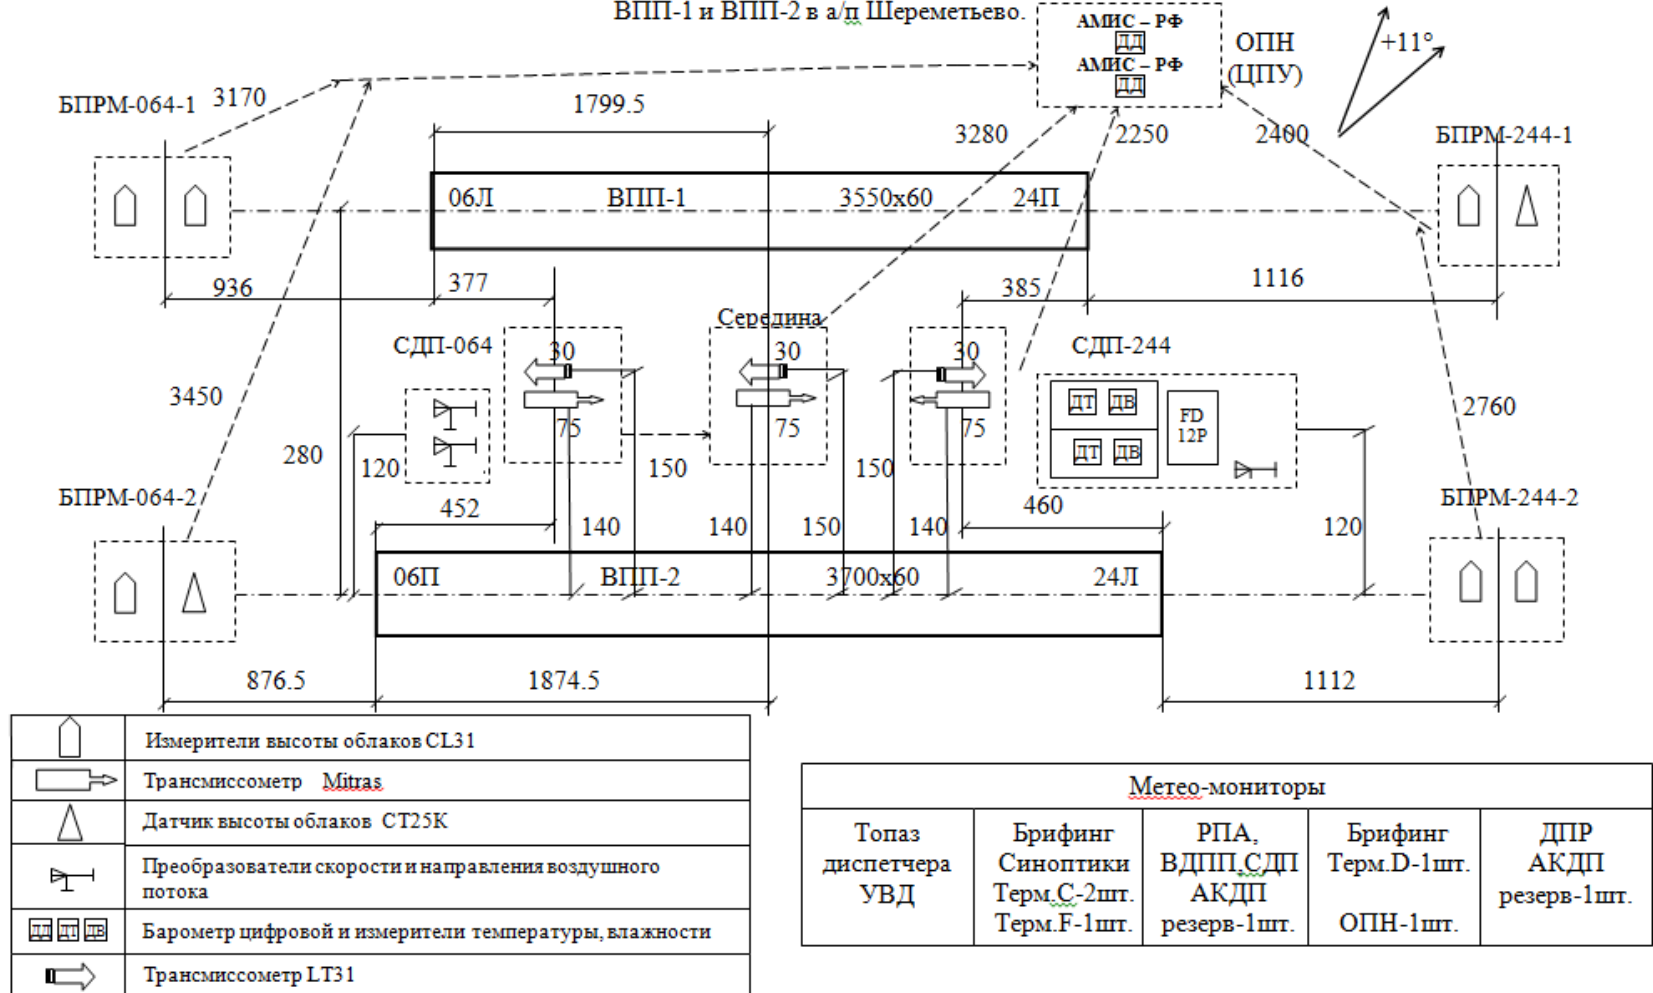 ВПП-1 и ВПП-2 в а/п Шереметьево.
АМИС – РФ
ДД
АМИС – РФ
ДД
ОПН
(ЦПУ)
+11°
БПРМ-064-1
3170
1799.5
3280
2250
2400
БПРМ-244-1
06Л
ВПП-1
3550x60
24П
936
377
385
1116
Середина
СДП-064
30
30
30
СДП-244
3450
ДТ
ДВ
FD
12P
2760
75
75
75
280
120
150
150
ДТ
ДВ
БПРМ-064-2
БПРМ-244-2
452
460
140
140
150
140
120
06П
ВПП-2
3700x60
24Л
876.5
1874.5
1112
Измерители высоты облаков CL31
Трансмиссометр Mitras
Датчик высоты облаков СТ25К
Преобразователи скорости и направления воздушного
потока
ДД ДТ ДВ
Барометр цифровой и измерители температуры, влажности
Трансмиссометр LT31
Метео-мониторы
Топаз
диспетчера
УВД
Брифинг
Синоптики
Терм.С-2шт.
Терм.F-1шт.
РПА,
ВДПП,СДП
АКДП
резерв-1шт.
Брифинг
Терм.D-1шт.
ОПН-1шт.
ДПР
АКДП
резерв-1шт.